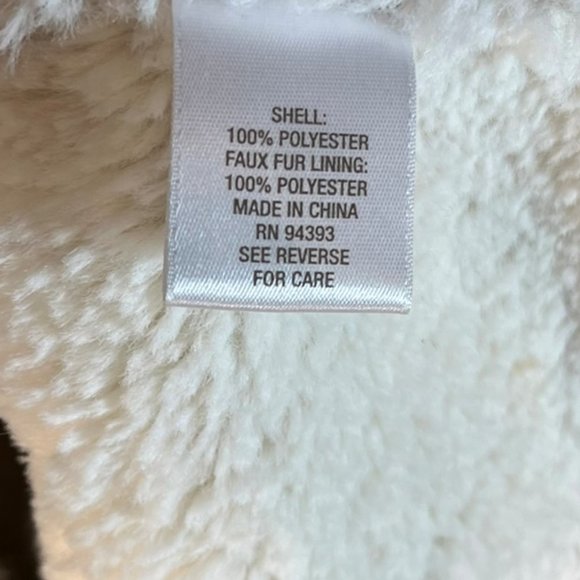 SHELL:
100% POLYESTER
FAUX FUR LINING:
100% POLYESTER
MADE IN CHINA
RN 94393
SEE REVERSE
FOR CARE